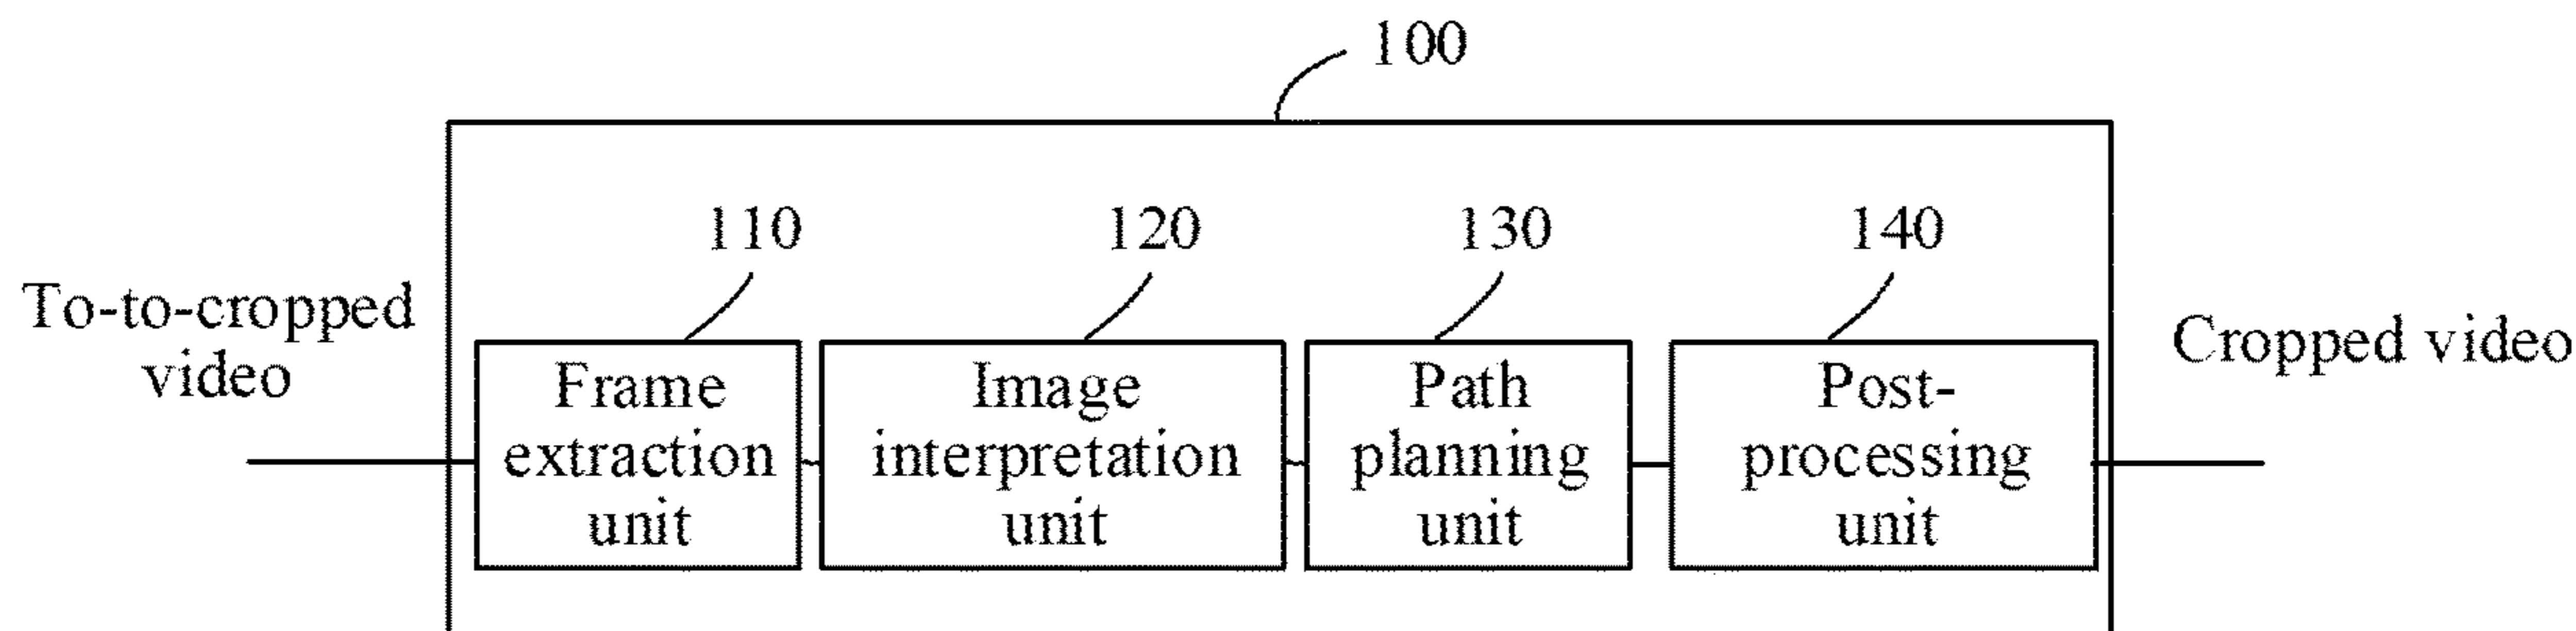 100
110
120
130
140
To-to-cropped
video
Frame
extraction
unit
Image
interpretation
unit
Path
planning
unit
Post-
processing
unit
Cropped video